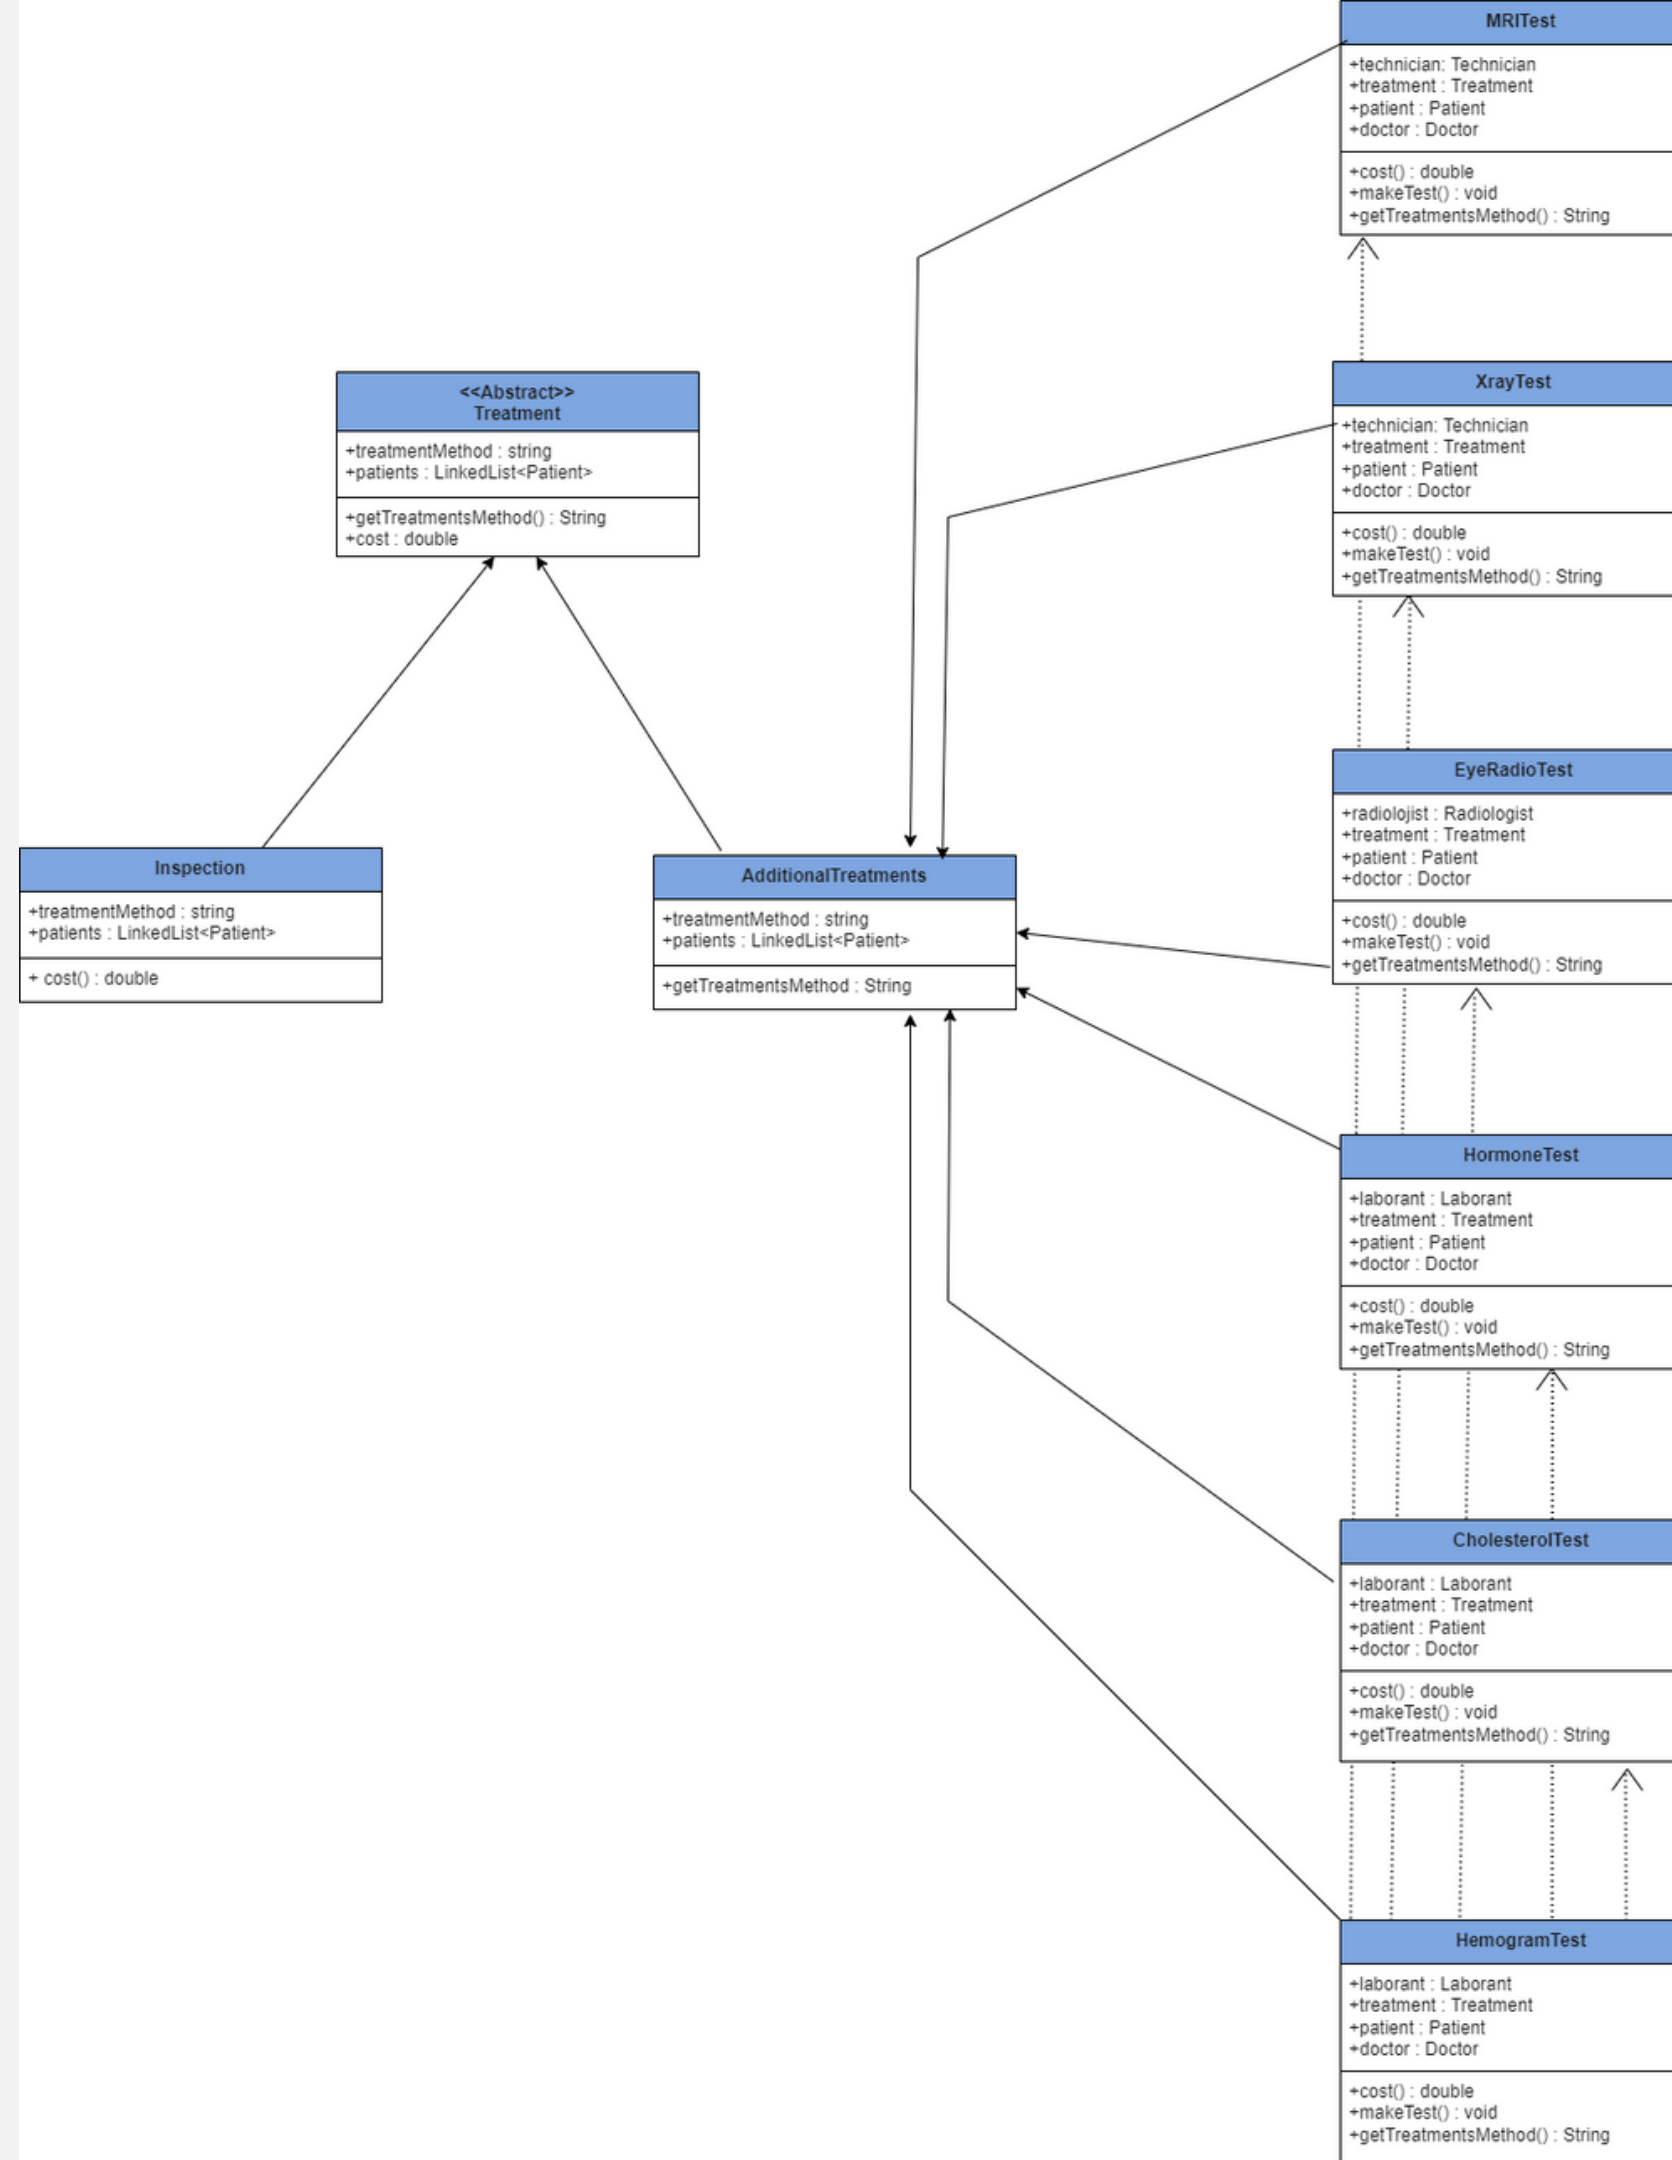 MRITest
+technician: Technician
+treatment : Treatment
+patient : Patient
+doctor : Doctor
+cost() : double
+makeTest() : void
+getTreatmentsMethod() : String
<<Abstract>>
Treatment
+treatmentMethod : string
+patients : LinkedList<Patient>
+getTreatmentsMethod() : String
+cost : double
XrayTest
+technician: Technician
+treatment : Treatment
+patient : Patient
+doctor : Doctor
+cost() : double
+makeTest() : void
+getTreatmentsMethod() : String
Inspection
+treatmentMethod : string
+patients : LinkedList<Patient>
+ cost() : double
AdditionalTreatments
+treatmentMethod : string
+patients : LinkedList<Patient>
+getTreatmentsMethod : String
EyeRadioTest
+radiolojist : Radiologist
+treatment : Treatment
+patient : Patient
+doctor : Doctor
+cost() : double
+makeTest() : void
+getTreatmentsMethod() : String
HormoneTest
+laborant : Laborant
+treatment : Treatment
+patient : Patient
+doctor : Doctor
+cost() : double
+makeTest() : void
+getTreatmentsMethod() : String
CholesterolTest
+laborant : Laborant
+treatment : Treatment
+patient : Patient
+doctor : Doctor
+cost() : double
+makeTest() : void
+getTreatmentsMethod() : String
HemogramTest
+laborant : Laborant
+treatment : Treatment
+patient : Patient
+doctor : Doctor
+cost() : double
+makeTest() : void
+getTreatmentsMethod() : String